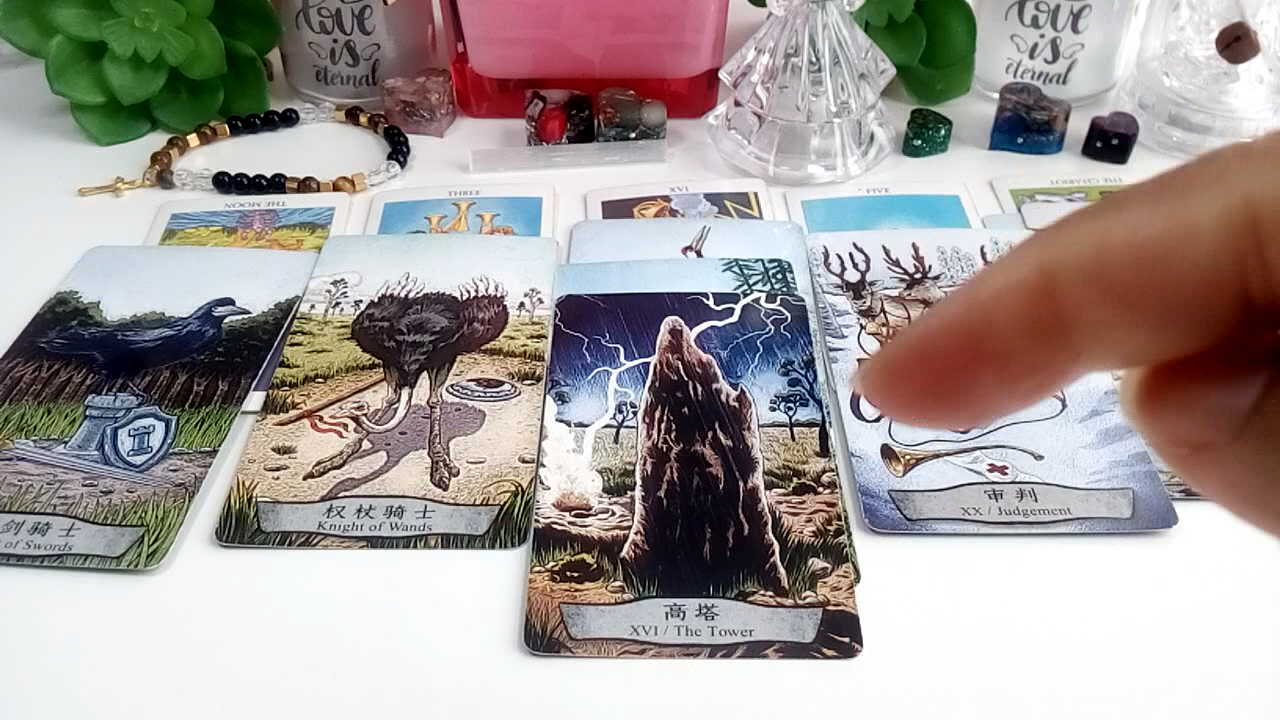 love
is
eternal
love
is
eternal
THE MOON
THREE
XVI
FIVE
THE CHARIOT
剑骑士
of Swords
权杖骑士
Knight of Wands
高塔
XVI / The Tower
审判
XX / Judgement